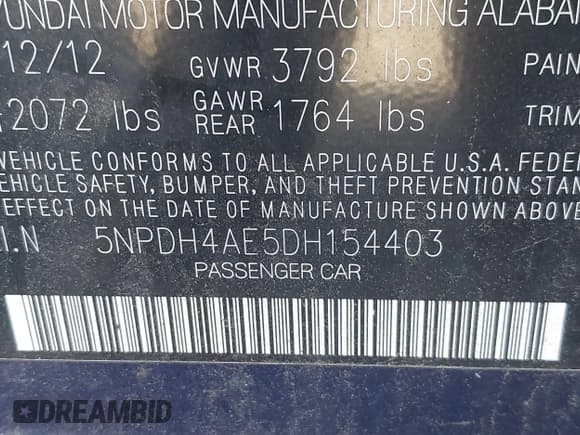 YUNDAI MOTOR MANUFACTURING ALABA
12/12 GVWR 3792 lbs PAIN
2072 lbs GAWR REAR 1764 lbs TRIM
VEHICLE CONFORMS TO ALL APPLICABLE U.S.A. FEDE
EHICLE SAFETY, BUMPER, AND THEFT PREVENTION STAN
EFFECT ON THE DATE OF MANUFACTURE SHOWN ABOVE
I.N 5NPDH4AE5DH154403
PASSENGER CAR
DREAMBID